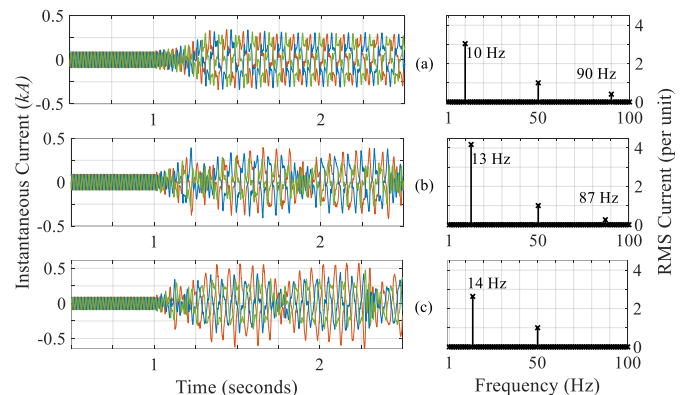 Instantaneous Current (kA)
0.5
0
-0.5
1
2
(a)
10 Hz
90 Hz
4
2
0
1
50
100
0.5
0
-0.5
1
2
(b)
13 Hz
87 Hz
4
2
0
1
50
100
0.5
0
-0.5
1
2
(c)
14 Hz
4
2
0
1
50
100
RMS Current (per unit)
Time (seconds)
Frequency (Hz)